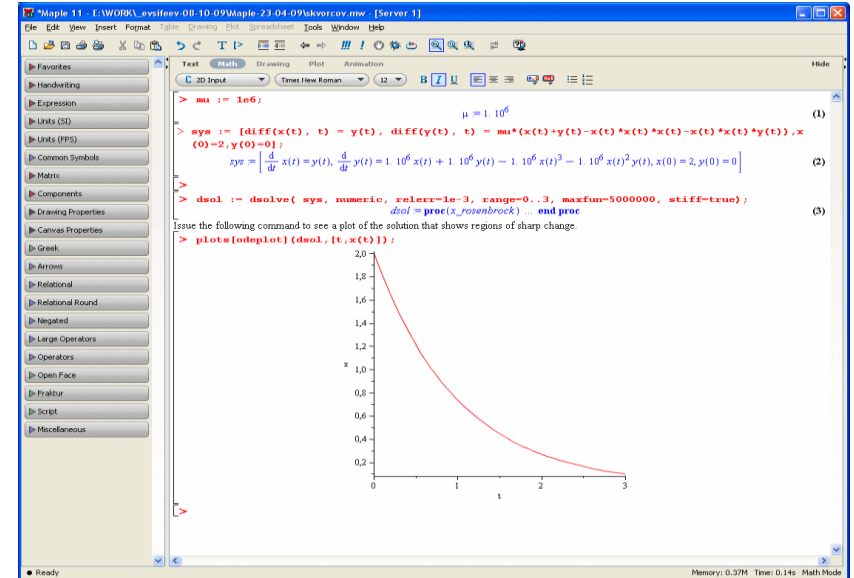 *Maple 11 - E:\WORK\_evsifeev-08-10-09\Maple-23-04-09\skvorcov.mw - [Server 1]
File Edit View Insert Format Table Drawing Plot Spreadsheet Tools Window Help
Text Math Drawing Plot Animation Hide
C 2D Input Times New Roman 12 B I U
Favorites
Handwriting
Expression
Units (SI)
Units (FPS)
Common Symbols
Matrix
Components
Drawing Properties
Canvas Properties
Greek
Arrows
Relational
Relational Round
Negated
Large Operators
Operators
Open Face
Fraktur
Script
Miscellaneous
> mu := 1e6;
μ := 1. 10^6 (1)
> sys := [diff(x(t), t) = y(t), diff(y(t), t) = mu*(x(t)+y(t)-x(t)*x(t)*x(t)-x(t)*x(t)*y(t)),x
(0)=2,y(0)=0];
sys := [d/dt x(t) = y(t), d/dt y(t) = 1. 10^6 x(t) + 1. 10^6 y(t) − 1. 10^6 x(t)^3 − 1. 10^6 x(t)^2 y(t), x(0) = 2, y(0) = 0] (2)
>
> dsol := dsolve( sys, numeric, relerr=1e-3, range=0..3, maxfun=5000000, stiff=true);
dsol := proc(x_rosenbrock) ... end proc (3)
Issue the following command to see a plot of the solution that shows regions of sharp change.
> plots[odeplot](dsol,[t,x(t)]);
2,0
1,8
1,6
1,4
1,2
x 1,0
0,8
0,6
0,4
0,2
0 1 2 3
t
>
Ready Memory: 0.37M Time: 0.14s Math Mode